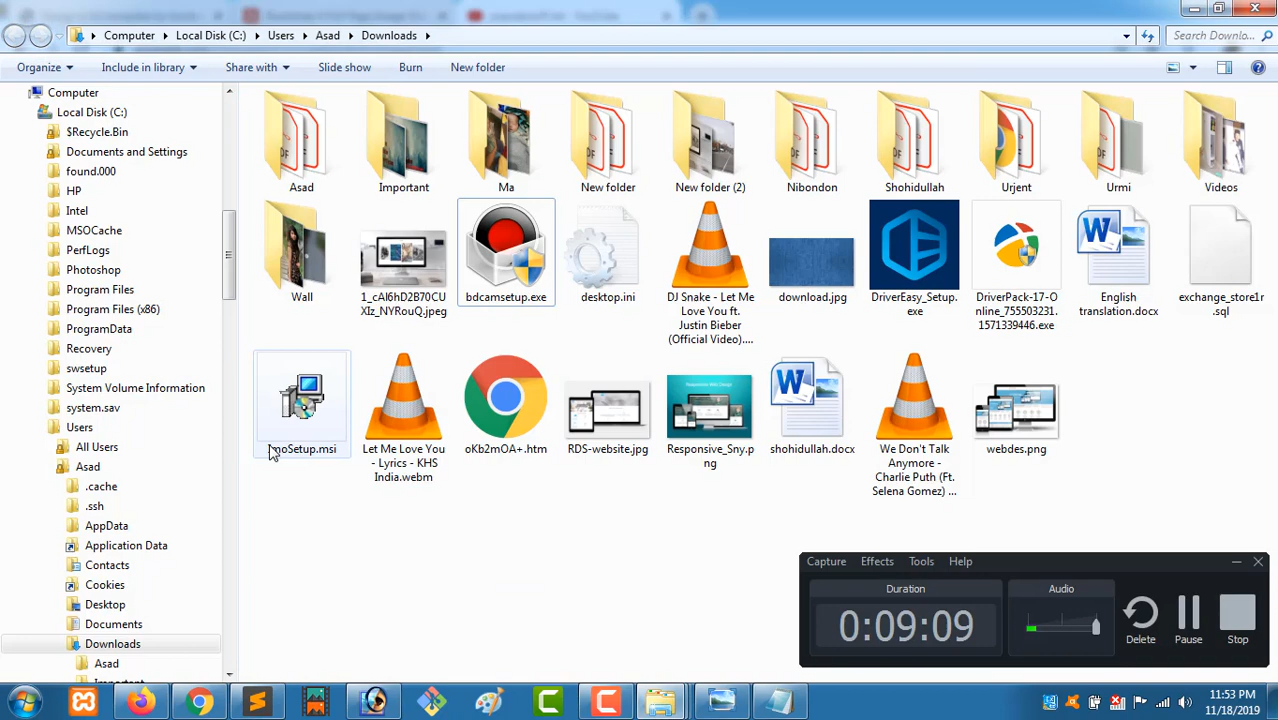 Computer ▸ Local Disk (C:) ▸ Users ▸ Asad ▸ Downloads ▸
Search Downlo...
Organize Include in library Share with Slide show Burn New folder
Computer
Local Disk (C:)
$Recycle.Bin
Documents and Settings
found.000
HP
Intel
MSOCache
PerfLogs
Photoshop
Program Files
Program Files (x86)
ProgramData
Recovery
swsetup
System Volume Information
system.sav
Users
All Users
Asad
.cache
.ssh
AppData
Application Data
Contacts
Cookies
Desktop
Documents
Downloads
Asad
Important
Asad Important Ma New folder New folder (2) Nibondon Shohidullah Urjent Urmi Videos
Wall
1_cAl6hD2B70CU
XIz_NYRouQ.jpeg
bdcamsetup.exe
desktop.ini
DJ Snake - Let Me
Love You ft.
Justin Bieber
(Official Video)....
download.jpg
DriverEasy_Setup.
exe
DriverPack-17-O
nline_755503231.
1571339446.exe
English
translation.docx
exchange_store1r
.sql
noSetup.msi
Let Me Love You
- Lyrics - KHS
India.webm
oKb2mOA+.htm
RDS-website.jpg
Responsive_Sny.p
ng
shohidullah.docx
We Don't Talk
Anymore -
Charlie Puth (Ft.
Selena Gomez) ...
webdes.png
Capture Effects Tools Help
Duration
0:09:09
Audio
Delete Pause Stop
11:53 PM
11/18/2019